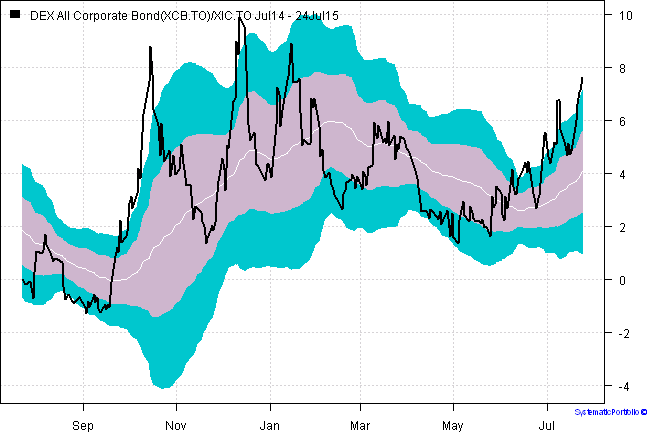 DEX All Corporate Bond(XCB.TO)/XIC.TO Jul14 - 24Jul15
10
8
6
4
2
0
-2
-4
SystematicPortfolio ©
Sep Nov Jan Mar May Jul